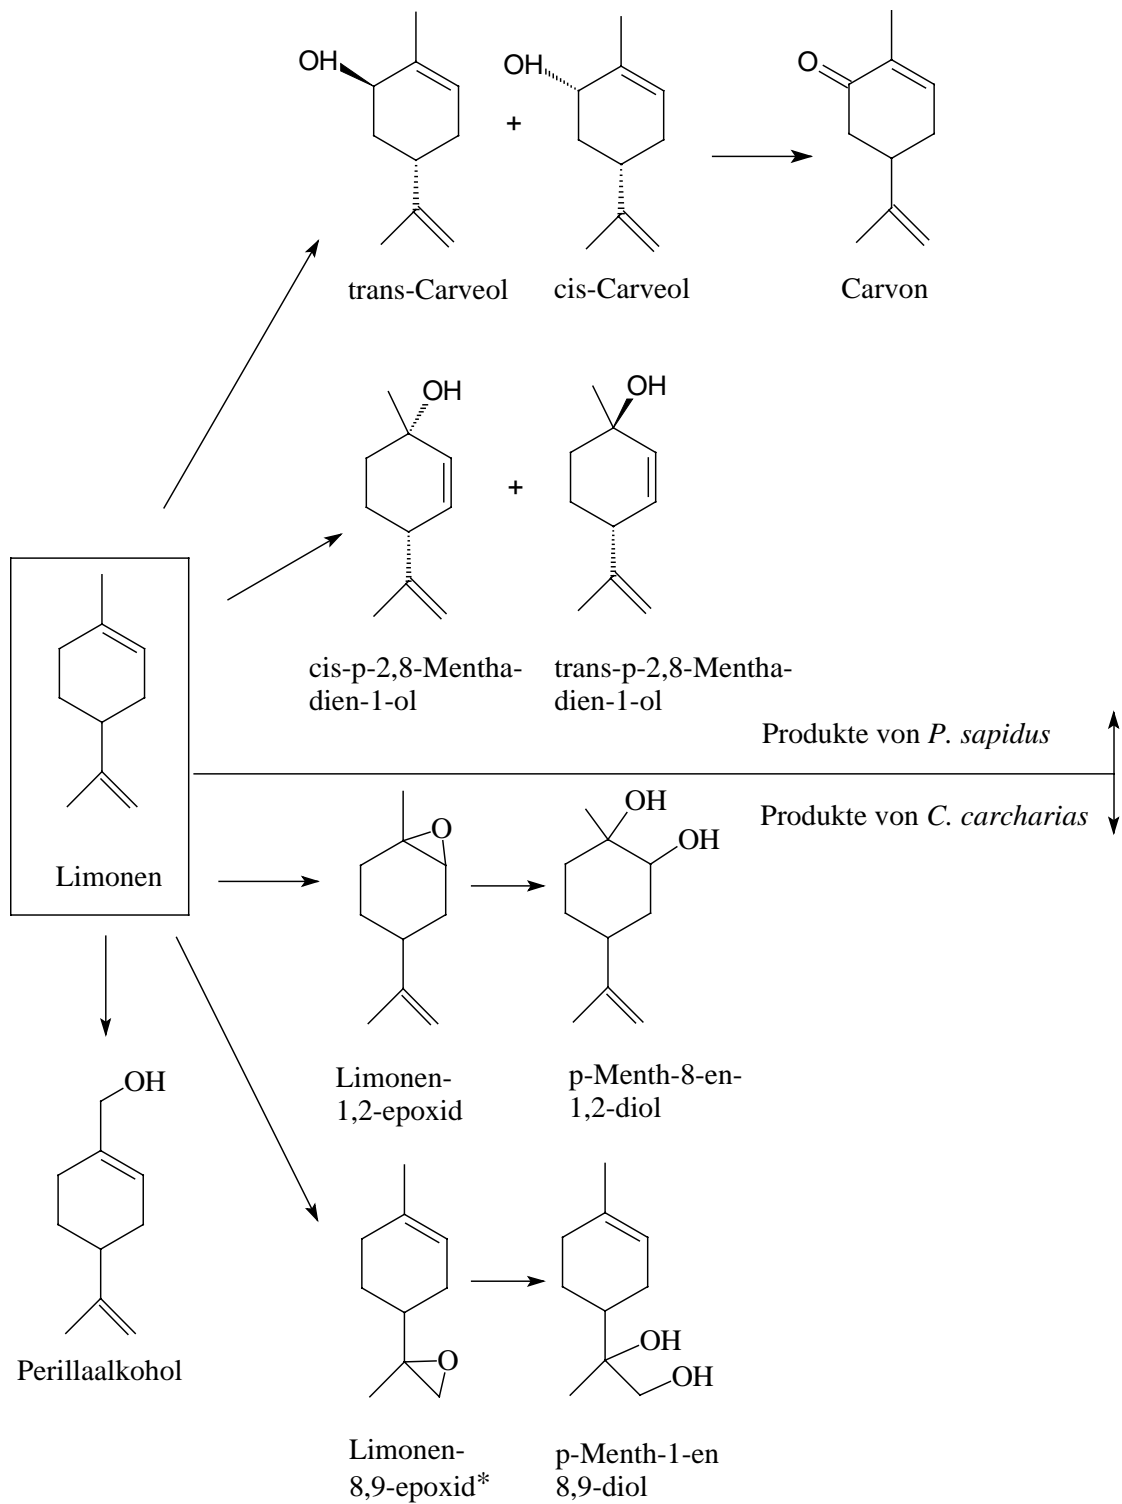 OH
OH
O
+
trans-Carveol
cis-Carveol
Carvon
OH
OH
+
cis-p-2,8-Mentha-
dien-1-ol
trans-p-2,8-Mentha-
dien-1-ol
Produkte von P. sapidus
Produkte von C. carcharias
Limonen
O
OH
OH
Limonen-
1,2-epoxid
p-Menth-8-en-
1,2-diol
OH
Perillaalkohol
O
OH
OH
Limonen-
8,9-epoxid*
p-Menth-1-en
8,9-diol